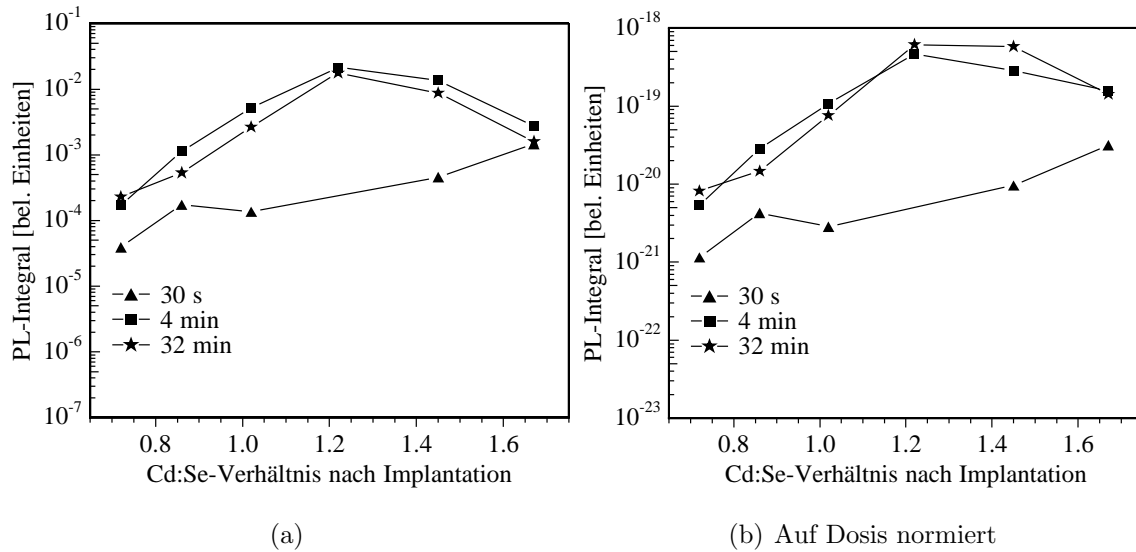 10^-1
10^-2
10^-3
10^-4
10^-5
10^-6
10^-7
PL-Integral [bel. Einheiten]
30 s
4 min
32 min
0.8 1.0 1.2 1.4 1.6
Cd:Se-Verhältnis nach Implantation
(a)
10^-18
10^-19
10^-20
10^-21
10^-22
10^-23
PL-Integral [bel. Einheiten]
30 s
4 min
32 min
0.8 1.0 1.2 1.4 1.6
Cd:Se-Verhältnis nach Implantation
(b) Auf Dosis normiert